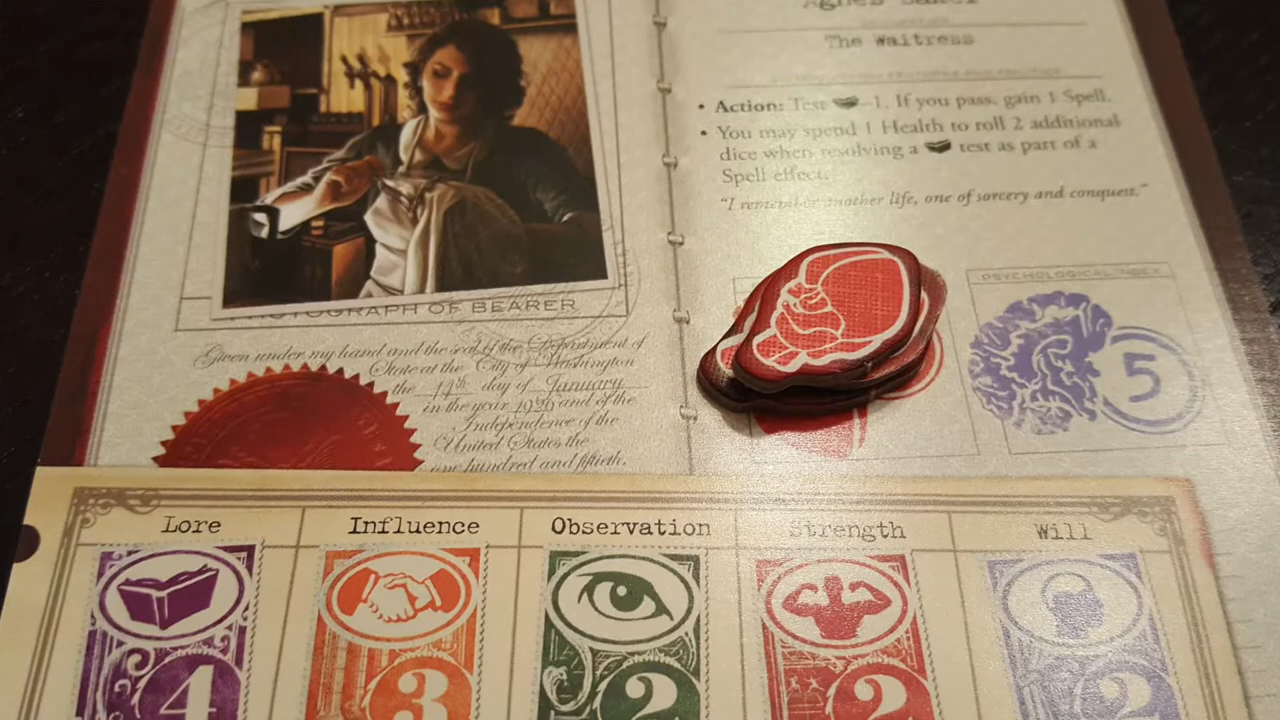 The Waitress
• Action: Test -1. If you pass, gain 1 Spell.
• You may spend 1 Health to roll 2 additional
dice when resolving a test as part of a
Spell effect.
"I remember another life, one of sorcery and conquest."
PHOTOGRAPH OF BEARER
Given under my hand and the seal of the Department of
State at the City of Washington
the 14th day of January
in the year 1926 and of the
Independence of the
United States the
one hundred and fiftieth.
PSYCHOLOGICAL INDEX
5
Lore
Influence
Observation
Strength
Will
4
3
2
2
2